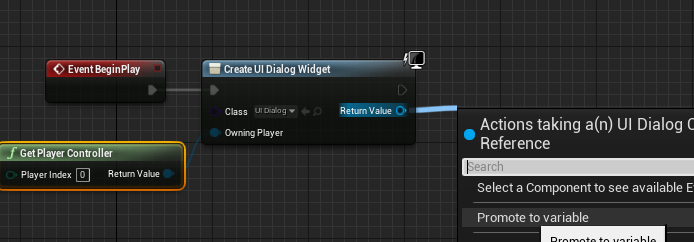 Event BeginPlay
Create UI Dialog Widget
Class UI Dialog
Return Value
Owning Player
Get Player Controller
Player Index 0 Return Value
Actions taking a(n) UI Dialog
Reference
Search
Select a Component to see available
Promote to variable
Promote to variable